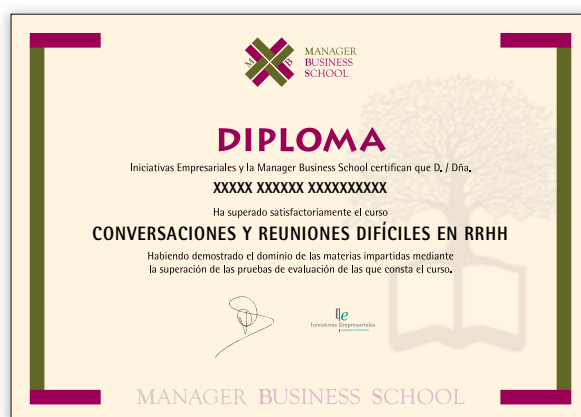 M B
MANAGER
BUSINESS
SCHOOL
DIPLOMA
Iniciativas Empresariales y la Manager Business School certifican que D. / Dña.
XXXXX XXXXXX XXXXXXXXXX
Ha superado satisfactoriamente el curso
CONVERSACIONES Y REUNIONES DIFÍCILES EN RRHH
Habiendo demostrado el dominio de las materias impartidas mediante
la superación de las pruebas de evaluación de las que consta el curso.
Ie
Iniciativas Empresariales
MANAGER BUSINESS SCHOOL